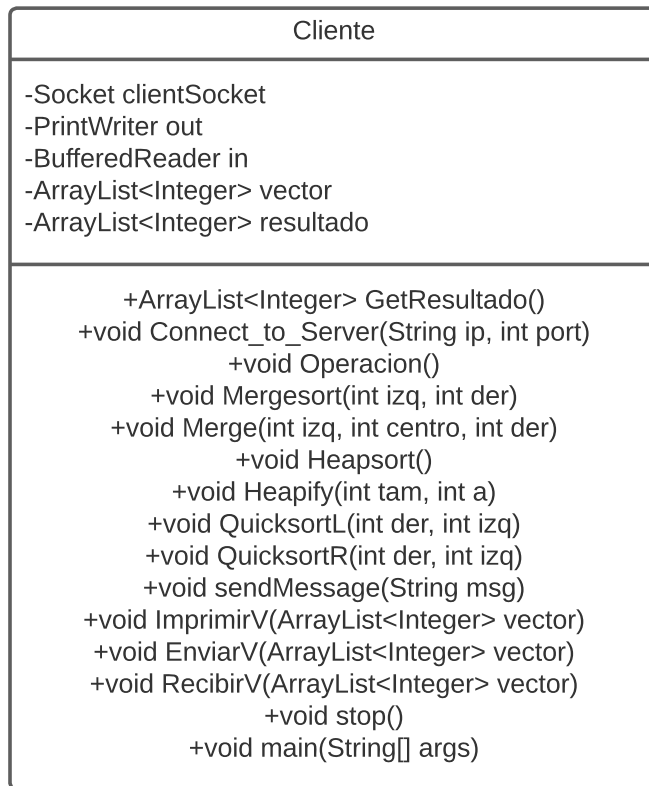 Cliente
-Socket clientSocket
-PrintWriter out
-BufferedReader in
-ArrayList<Integer> vector
-ArrayList<Integer> resultado
+ArrayList<Integer> GetResultado()
+void Connect_to_Server(String ip, int port)
+void Operacion()
+void Mergesort(int izq, int der)
+void Merge(int izq, int centro, int der)
+void Heapsort()
+void Heapify(int tam, int a)
+void QuicksortL(int der, int izq)
+void QuicksortR(int der, int izq)
+void sendMessage(String msg)
+void ImprimirV(ArrayList<Integer> vector)
+void EnviarV(ArrayList<Integer> vector)
+void RecibirV(ArrayList<Integer> vector)
+void stop()
+void main(String[] args)